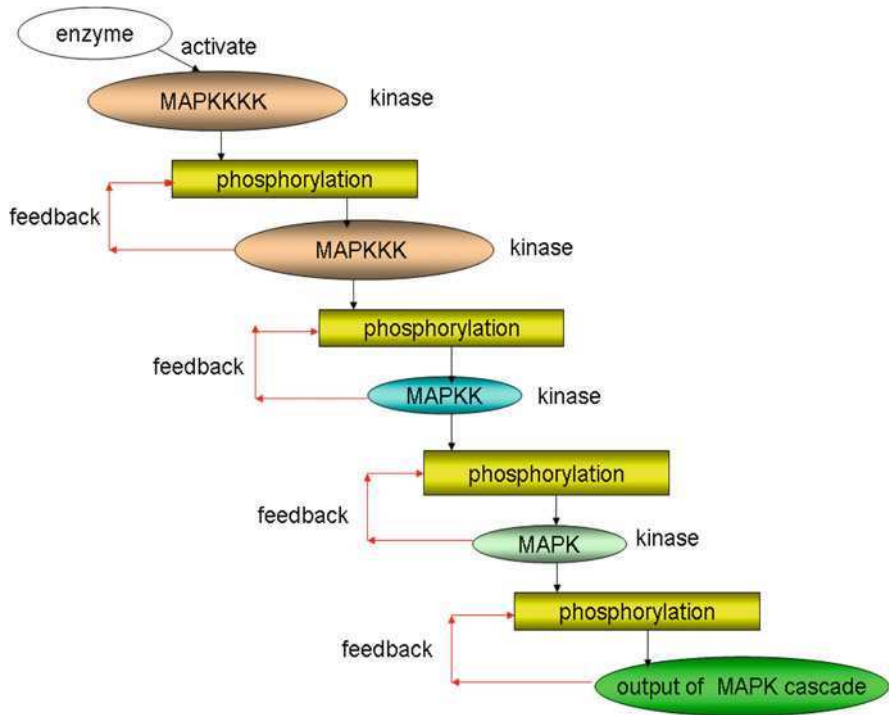 enzyme
activate
MAPKKKK
kinase
phosphorylation
feedback
MAPKKK
kinase
phosphorylation
feedback
MAPKK
kinase
phosphorylation
feedback
MAPK
kinase
phosphorylation
feedback
output of MAPK cascade